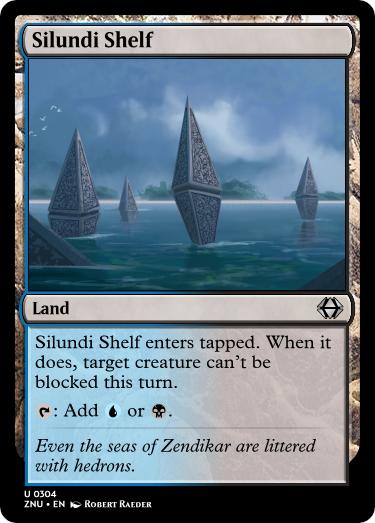 Silundi Shelf
Land
Silundi Shelf enters tapped. When it
does, target creature can't be
blocked this turn.
: Add or .
Even the seas of Zendikar are littered
with hedrons.
U 0304
ZNU • EN Robert Raeder